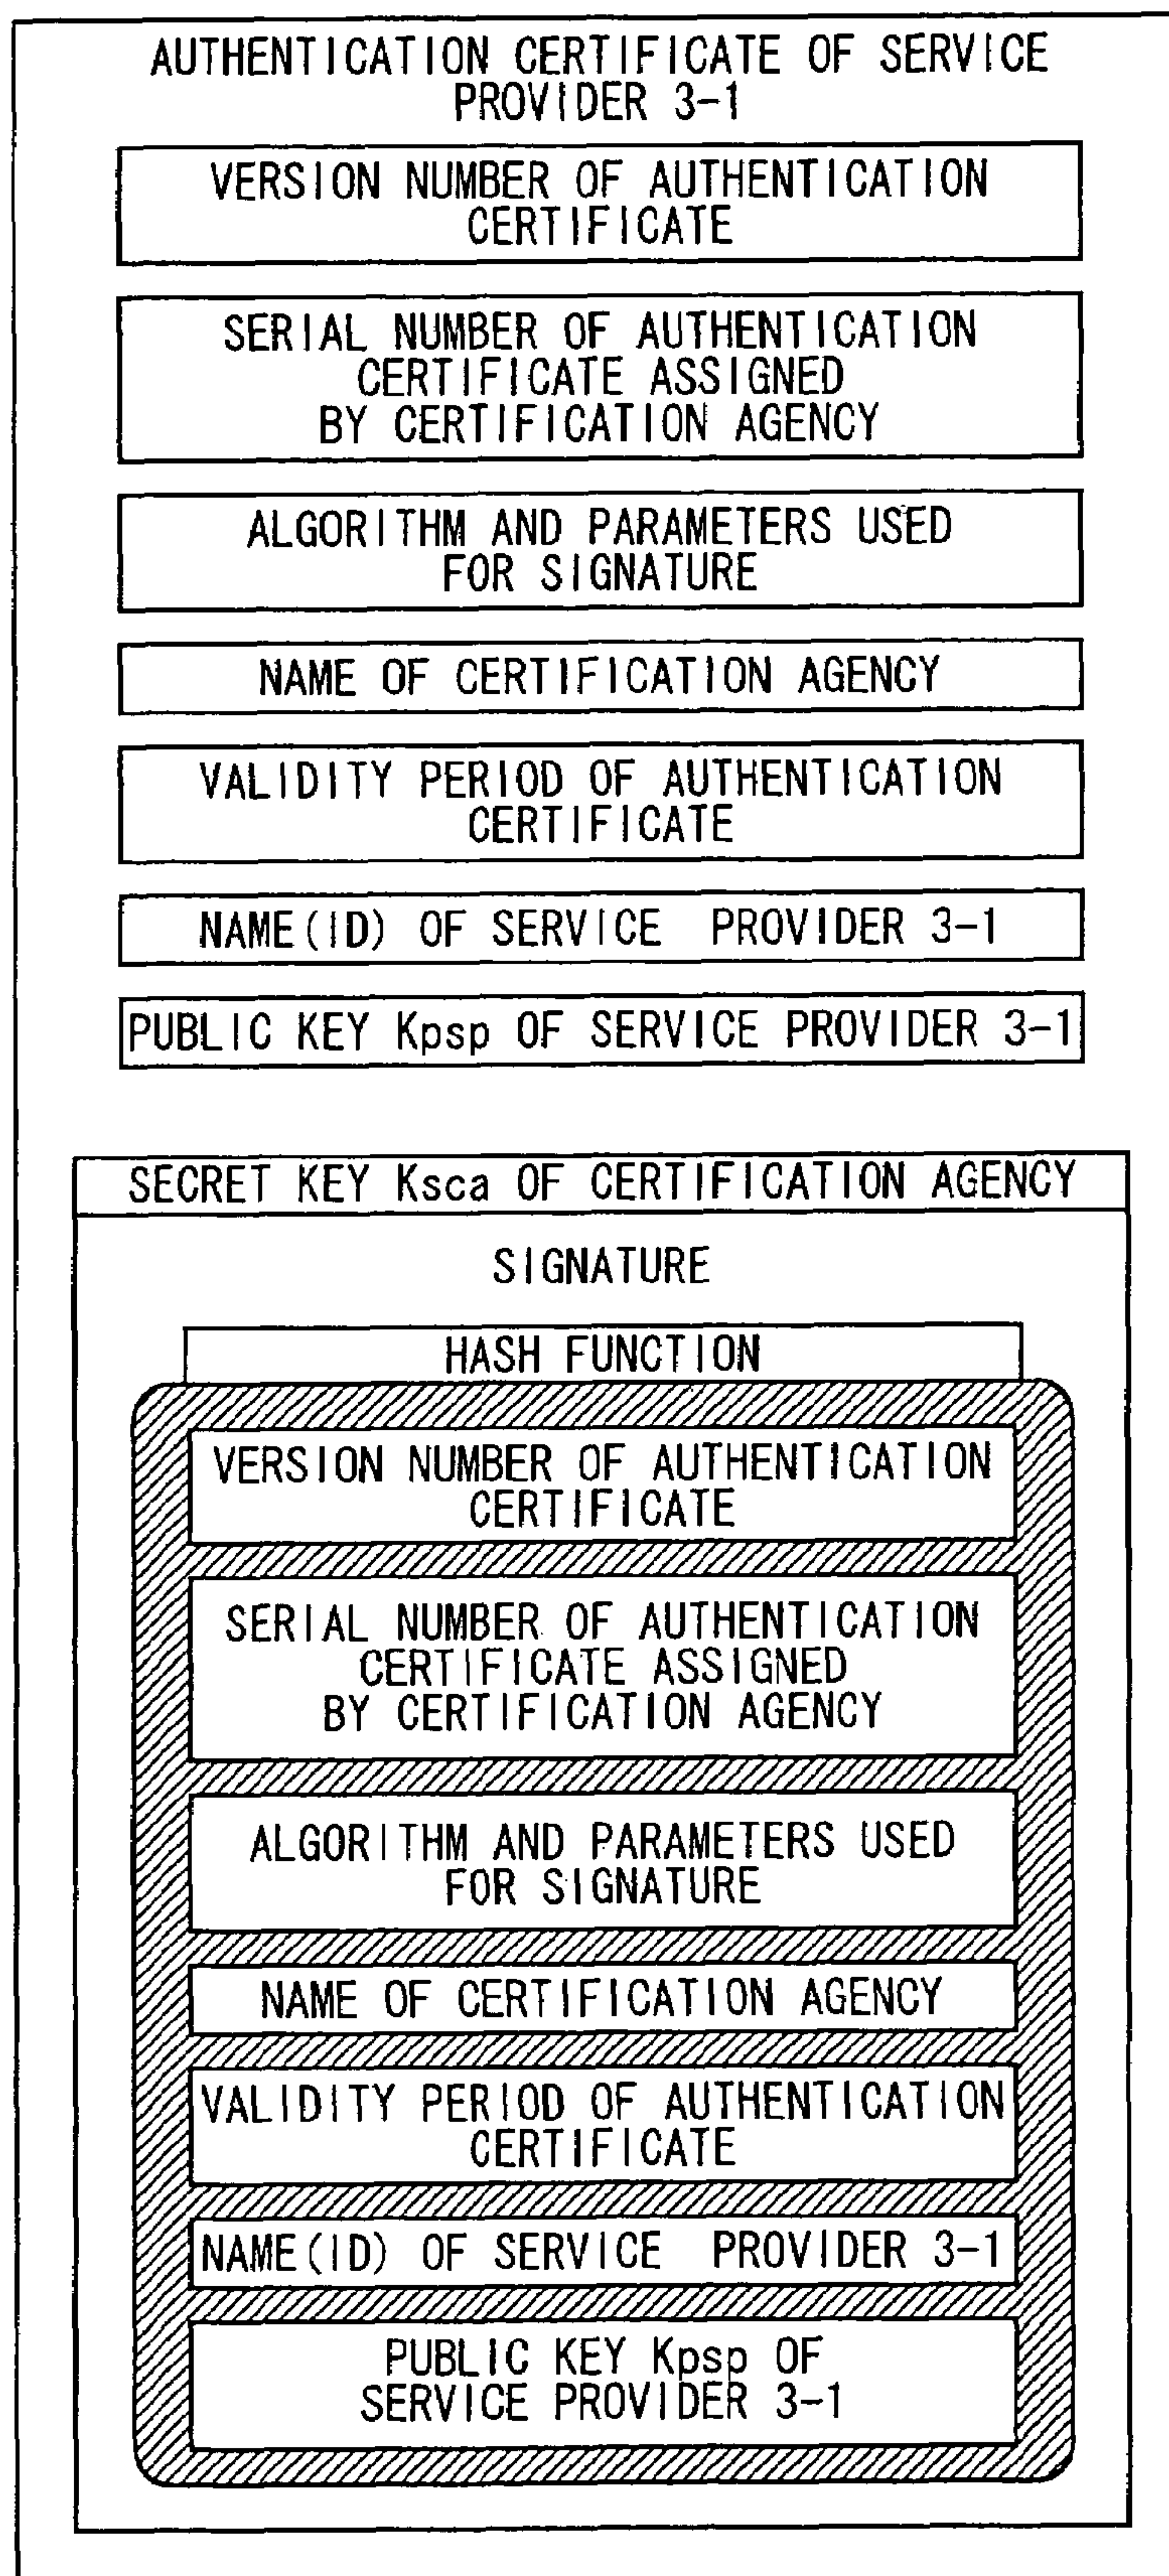 AUTHENTICATION CERTIFICATE OF SERVICE
PROVIDER 3-1
VERSION NUMBER OF AUTHENTICATION
CERTIFICATE
SERIAL NUMBER OF AUTHENTICATION
CERTIFICATE ASSIGNED
BY CERTIFICATION AGENCY
ALGORITHM AND PARAMETERS USED
FOR SIGNATURE
NAME OF CERTIFICATION AGENCY
VALIDITY PERIOD OF AUTHENTICATION
CERTIFICATE
NAME(ID) OF SERVICE PROVIDER 3-1
PUBLIC KEY Kpsp OF SERVICE PROVIDER 3-1
SECRET KEY Ksca OF CERTIFICATION AGENCY
SIGNATURE
HASH FUNCTION
VERSION NUMBER OF AUTHENTICATION
CERTIFICATE
SERIAL NUMBER OF AUTHENTICATION
CERTIFICATE ASSIGNED
BY CERTIFICATION AGENCY
ALGORITHM AND PARAMETERS USED
FOR SIGNATURE
NAME OF CERTIFICATION AGENCY
VALIDITY PERIOD OF AUTHENTICATION
CERTIFICATE
NAME(ID) OF SERVICE PROVIDER 3-1
PUBLIC KEY Kpsp OF
SERVICE PROVIDER 3-1